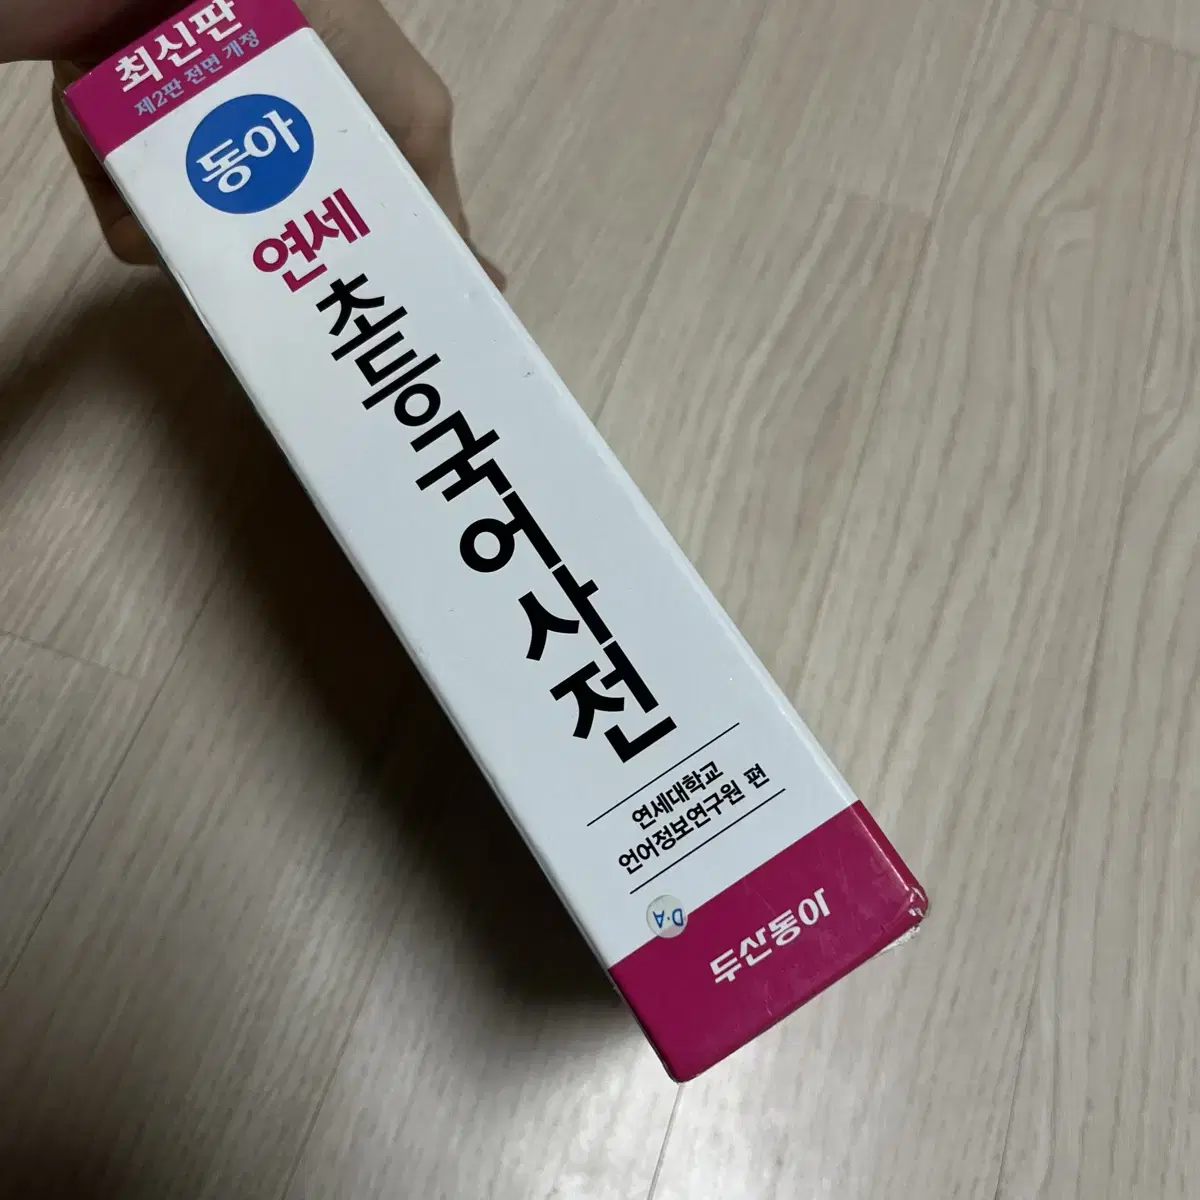 최신판
제2판 전면 개정
동아
연세
초등국어사전
연세대학교
언어정보연구원 편
D·A
두산동아